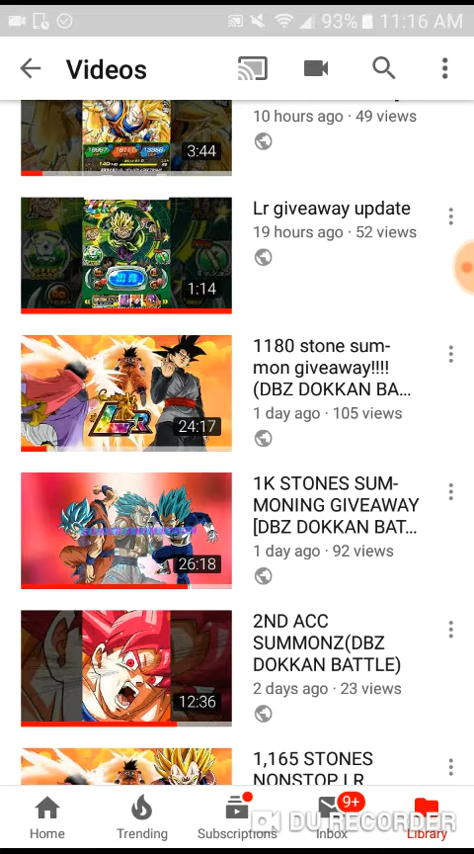 93% 11:16 AM
Videos
10 hours ago · 49 views
3:44
Lr giveaway update
19 hours ago · 52 views
1:14
1180 stone sum-
mon giveaway!!!!
(DBZ DOKKAN BA...
1 day ago · 105 views
LR
24:17
1K STONES SUM-
MONING GIVEAWAY
[DBZ DOKKAN BAT...
1 day ago · 92 views
26:18
2ND ACC
SUMMONZ(DBZ
DOKKAN BATTLE)
2 days ago · 23 views
12:36
1,165 STONES
NONSTOP LR
9+
DU RECORDER
Home Trending Subscriptions Inbox Library